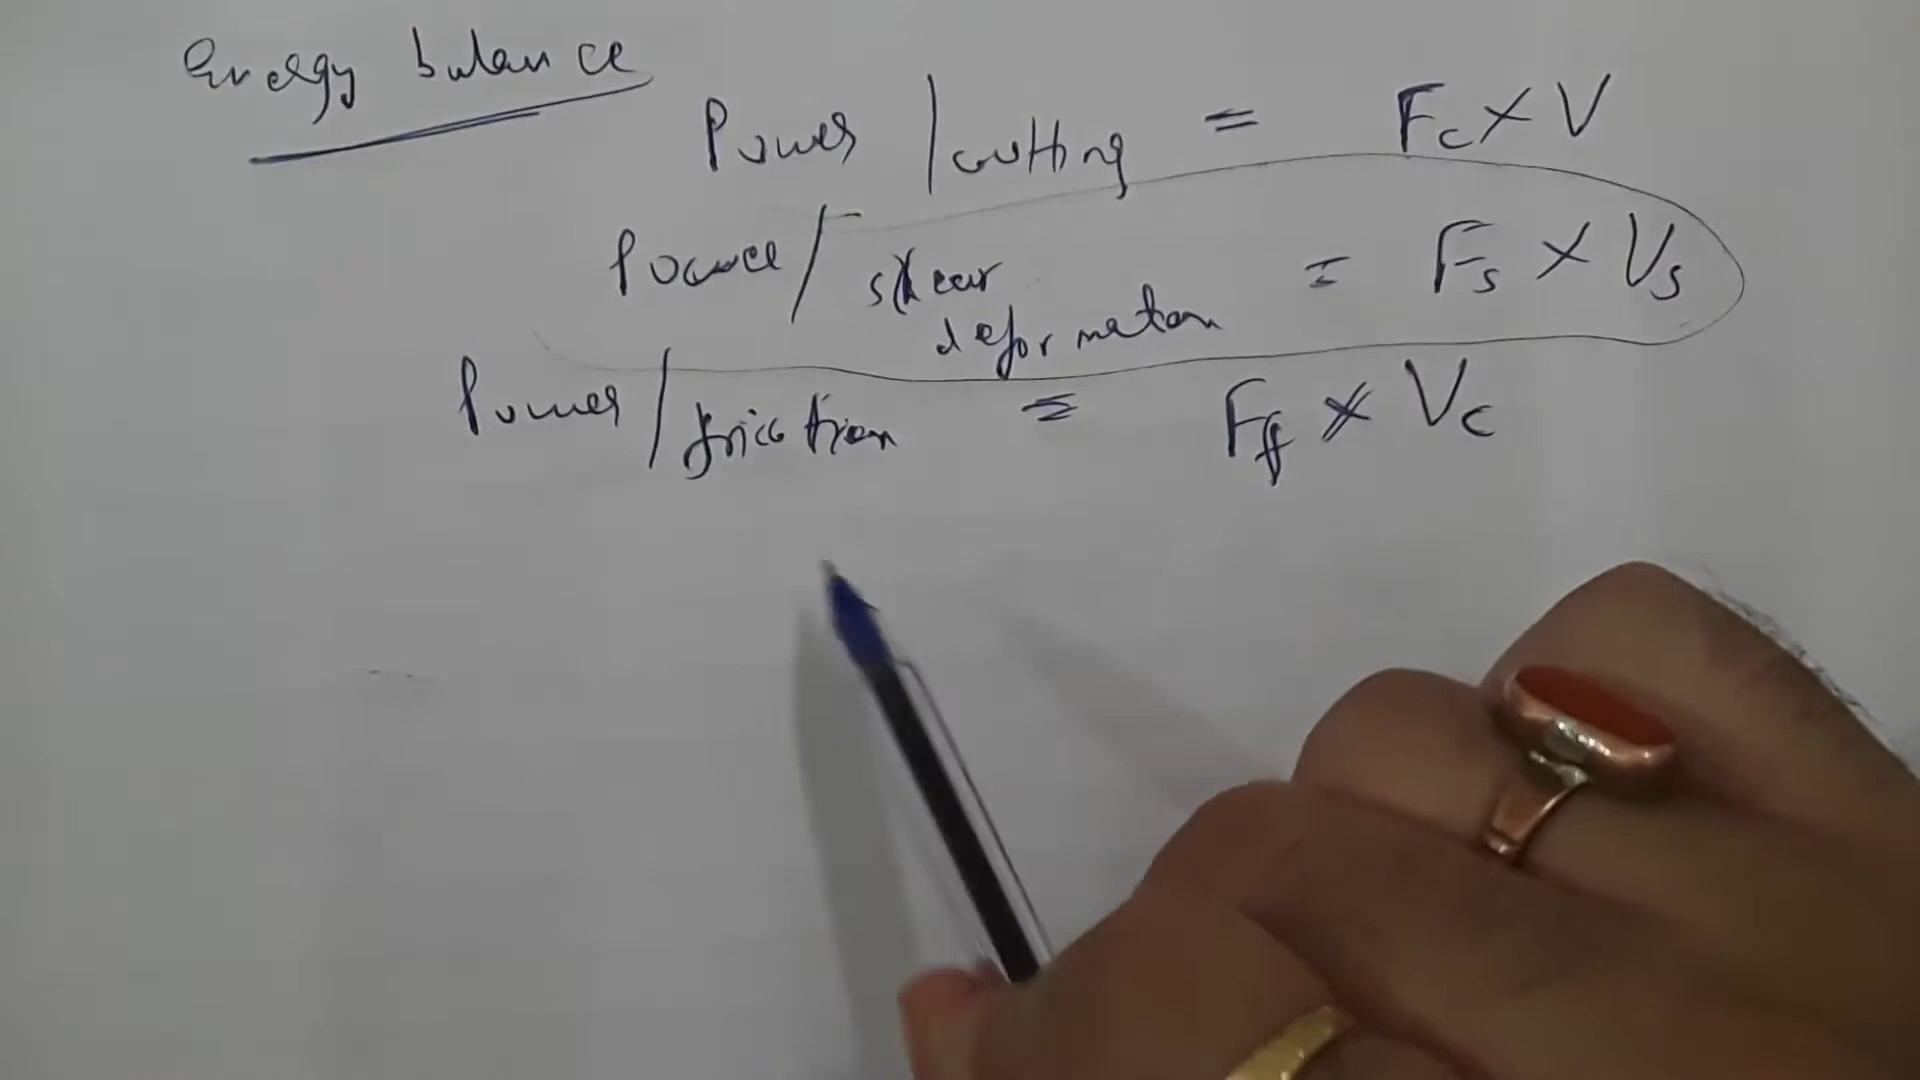 Energy balance
Power / cutting = Fc × V
Power / shear deformation = Fs × Vs
Power / friction = Ff × Vc